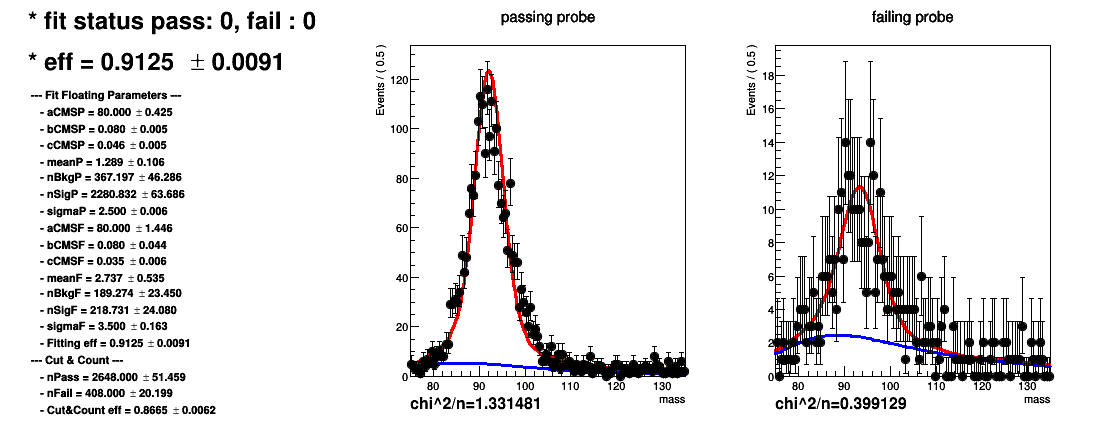 * fit status pass: 0, fail : 0
* eff = 0.9125 ± 0.0091
--- Fit Floating Parameters ---
- aCMSP = 80.000 ± 0.425
- bCMSP = 0.080 ± 0.005
- cCMSP = 0.046 ± 0.005
- meanP = 1.289 ± 0.106
- nBkgP = 367.197 ± 46.286
- nSigP = 2280.832 ± 63.686
- sigmaP = 2.500 ± 0.006
- aCMSF = 80.000 ± 1.446
- bCMSF = 0.080 ± 0.044
- cCMSF = 0.035 ± 0.006
- meanF = 2.737 ± 0.535
- nBkgF = 189.274 ± 23.450
- nSigF = 218.731 ± 24.080
- sigmaF = 3.500 ± 0.163
- Fitting eff = 0.9125 ± 0.0091
--- Cut & Count ---
- nPass = 2648.000 ± 51.459
- nFail = 408.000 ± 20.199
- Cut&Count eff = 0.8665 ± 0.0062
passing probe
Events / ( 0.5 )
120
100
80
60
40
20
0
80 90 100 110 120 130
mass
chi^2/n=1.331481
failing probe
Events / ( 0.5 )
18
16
14
12
10
8
6
4
2
0
80 90 100 110 120 130
mass
chi^2/n=0.399129